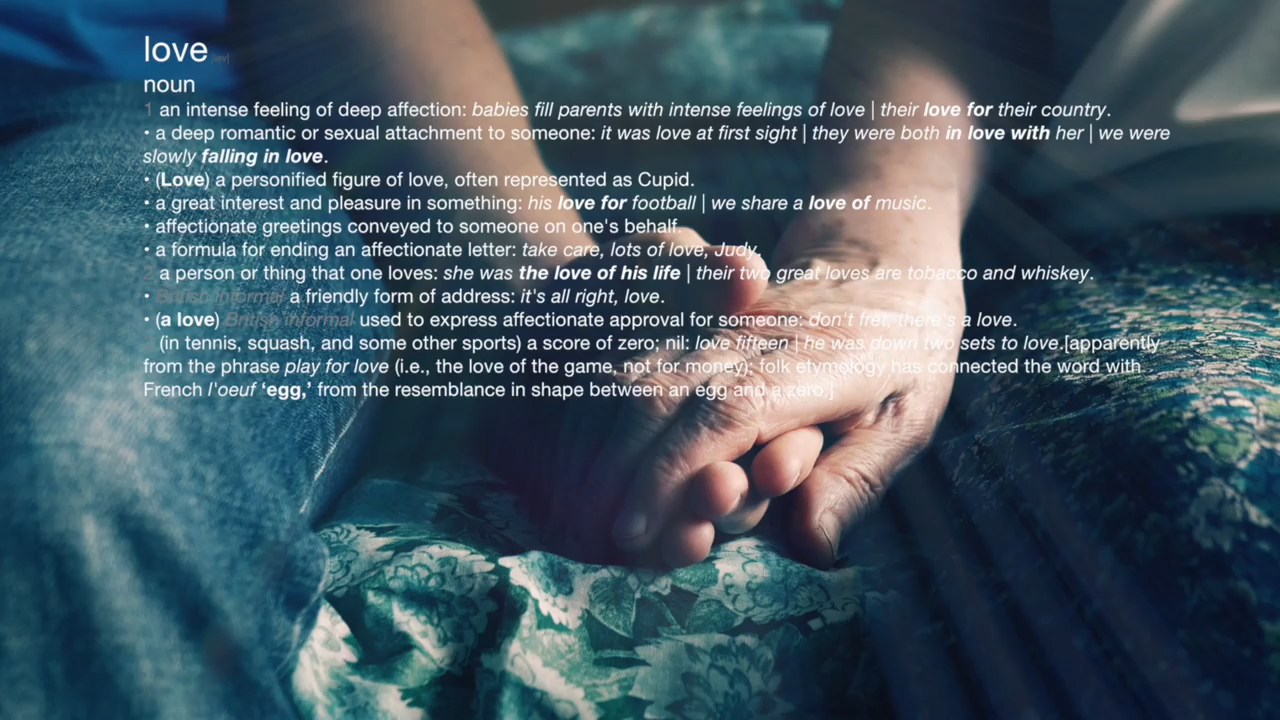 love |ləv|
noun
1 an intense feeling of deep affection: babies fill parents with intense feelings of love | their love for their country.
• a deep romantic or sexual attachment to someone: it was love at first sight | they were both in love with her | we were
slowly falling in love.
• (Love) a personified figure of love, often represented as Cupid.
• a great interest and pleasure in something: his love for football | we share a love of music.
• affectionate greetings conveyed to someone on one's behalf.
• a formula for ending an affectionate letter: take care, lots of love, Judy.
2 a person or thing that one loves: she was the love of his life | their two great loves are tobacco and whiskey.
• British informal a friendly form of address: it's all right, love.
• (a love) British informal used to express affectionate approval for someone: don't fret, there's a love.
(in tennis, squash, and some other sports) a score of zero; nil: love fifteen | he was down two sets to love.[apparently
from the phrase play for love (i.e., the love of the game, not for money); folk etymology has connected the word with
French l'oeuf ‘egg,’ from the resemblance in shape between an egg and a zero.]